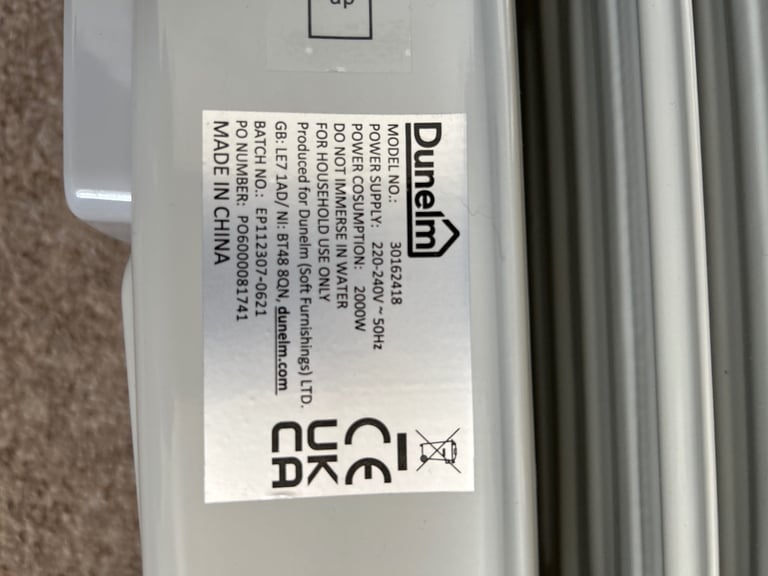 Dunelm
MODEL NO.: 30162418
POWER SUPPLY: 220-240V ~ 50Hz
POWER COSUMPTION: 2000W
DO NOT IMMERSE IN WATER
FOR HOUSEHOLD USE ONLY
Produced for Dunelm (Soft Furnishings) LTD.
GB: LE7 1AD/ NI: BT48 8QN, dunelm.com
BATCH NO.: EP112307-0621
PO NUMBER: PO6000081741
MADE IN CHINA
CE
UK
CA